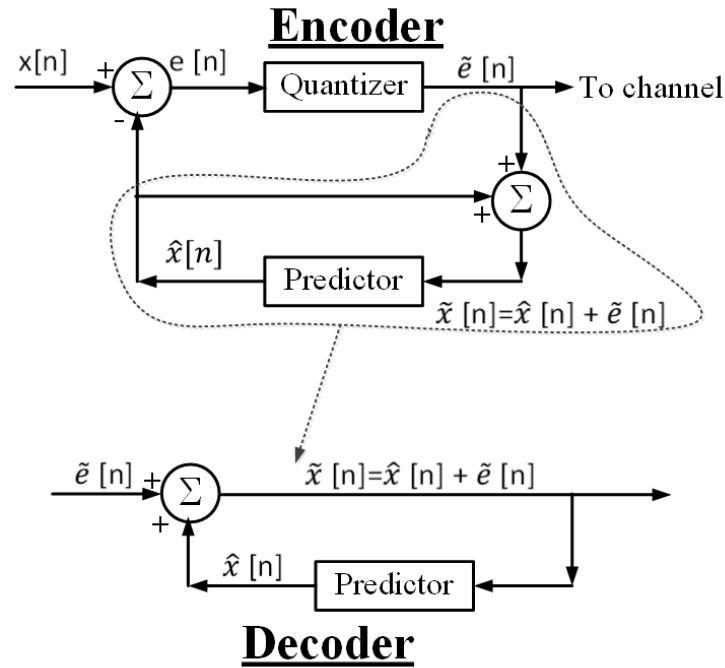 Encoder
x[n] + Σ e [n] Quantizer ẽ [n] To channel
-
+
+ Σ
x̂[n] Predictor
x̃ [n]=x̂ [n] + ẽ [n]
ẽ [n] + Σ x̃ [n]=x̂ [n] + ẽ [n]
+
x̂ [n] Predictor
Decoder